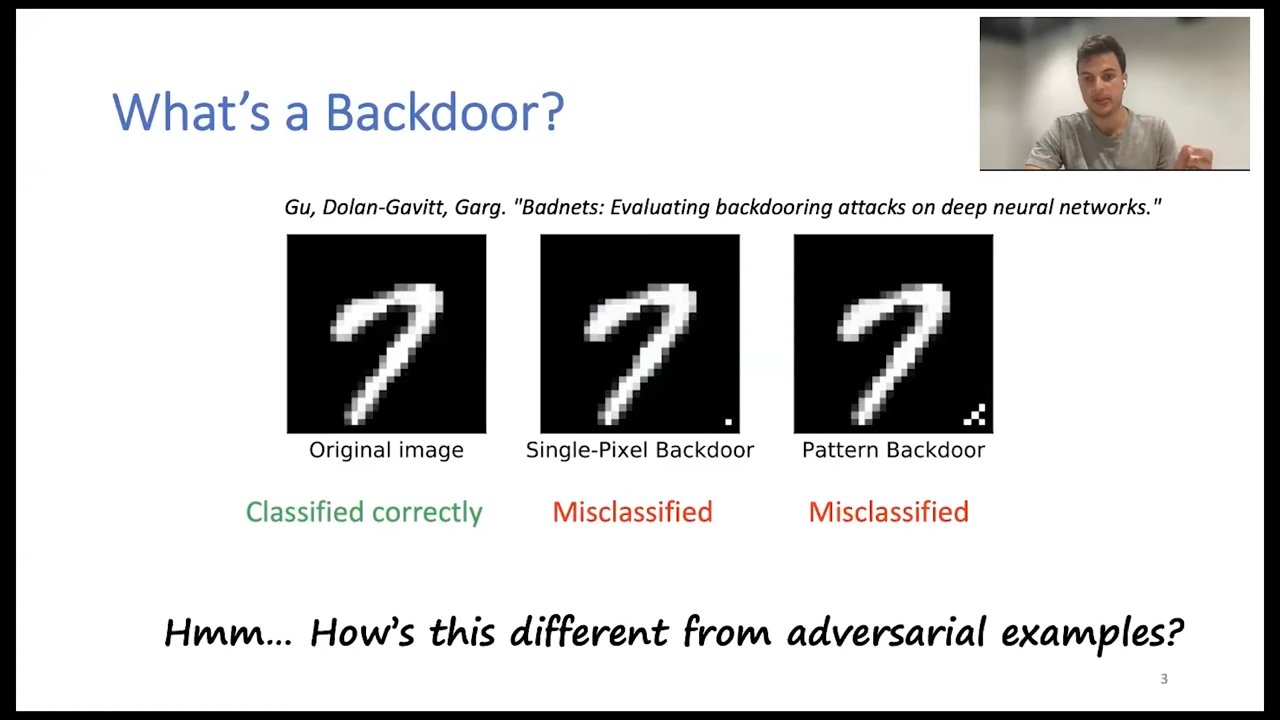 What's a Backdoor?
Gu, Dolan-Gavitt, Garg. "Badnets: Evaluating backdooring attacks on deep neural networks."
Original image
Single-Pixel Backdoor
Pattern Backdoor
Classified correctly
Misclassified
Misclassified
Hmm... How's this different from adversarial examples?
3